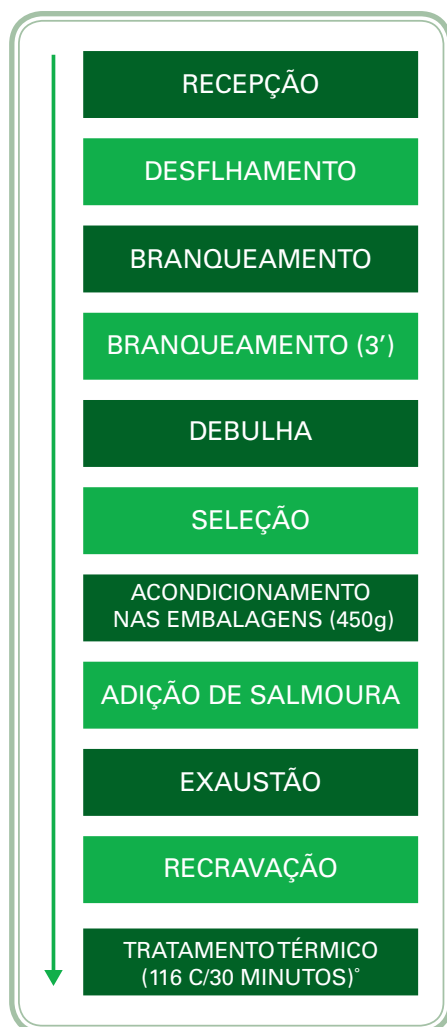 RECEPÇÃO
DESFLHAMENTO
BRANQUEAMENTO
BRANQUEAMENTO (3’)
DEBULHA
SELEÇÃO
ACONDICIONAMENTO
NAS EMBALAGENS (450g)
ADIÇÃO DE SALMOURA
EXAUSTÃO
RECRAVAÇÃO
TRATAMENTO TÉRMICO
(116 C/30 MINUTOS)°